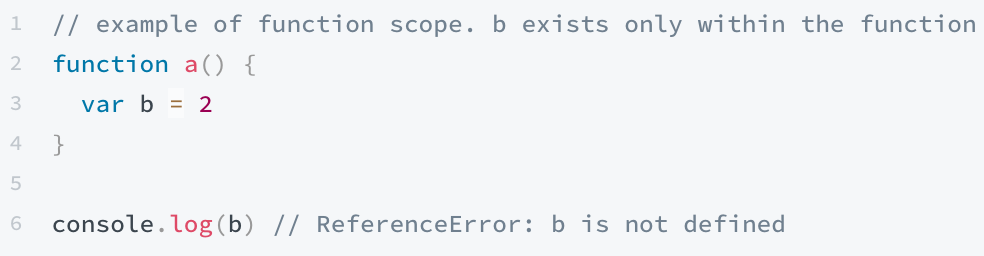 1 // example of function scope. b exists only within the function
2 function a() {
3 var b = 2
4 }
5
6 console.log(b) // ReferenceError: b is not defined